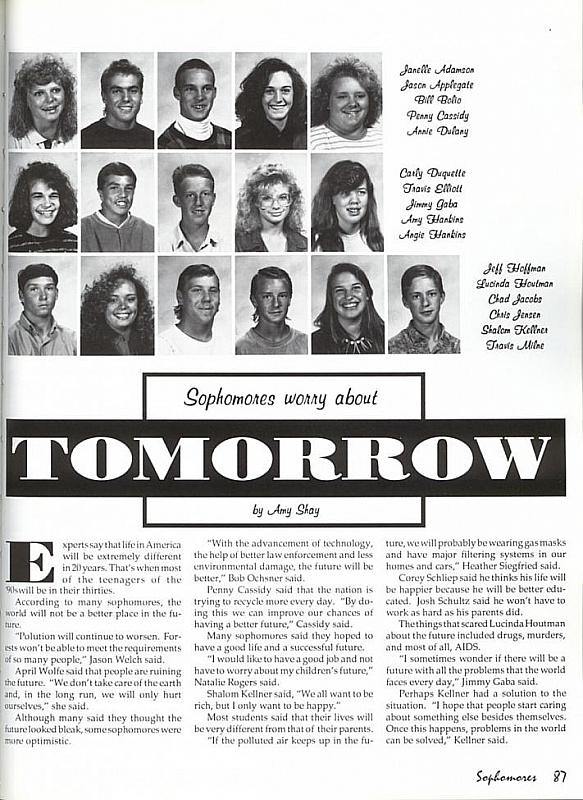 Janelle Adamson
Jason Applegate
Bill Bolio
Penny Cassidy
Annie Dulany
Carly Duquette
Travis Elliott
Jimmy Gaba
Amy Hankins
Angie Hankins
Jeff Hoffman
Lucinda Houtman
Chad Jacobs
Chris Jensen
Shalom Kellner
Travis Milne
Sophomores worry about
TOMORROW
by Amy Shay
Experts say that life in America
will be extremely different
in 20 years. That's when most
of the teenagers of the
'90s will be in their thirties.
According to many sophomores, the
world will not be a better place in the fu-
ture.
"Polution will continue to worsen. For-
ests won't be able to meet the requirements
of so many people," Jason Welch said.
April Wolfe said that people are ruining
the future. "We don't take care of the earth
and, in the long run, we will only hurt
ourselves," she said.
Although many said they thought the
future looked bleak, some sophomores were
more optimistic.
"With the advancement of technology,
the help of better law enforcement and less
environmental damage, the future will be
better," Bob Ochsner said.
Penny Cassidy said that the nation is
trying to recycle more every day. "By do-
ing this we can improve our chances of
having a better future," Cassidy said.
Many sophomores said they hoped to
have a good life and a successful future.
"I would like to have a good job and not
have to worry about my children's future,"
Natalie Rogers said.
Shalom Kellner said, "We all want to be
rich, but I only want to be happy."
Most students said that their lives will
be very different from that of their parents.
"If the polluted air keeps up in the fu-
ture, we will probably be wearing gas masks
and have major filtering systems in our
homes and cars," Heather Siegfried said.
Corey Schliep said he thinks his life will
be happier because he will be better edu-
cated. Josh Schultz said he won't have to
work as hard as his parents did.
The things that scared Lucinda Houtman
about the future included drugs, murders,
and most of all, AIDS.
"I sometimes wonder if there will be a
future with all the problems that the world
faces every day," Jimmy Gaba said.
Perhaps Kellner had a solution to the
situation. "I hope that people start caring
about something else besides themselves.
Once this happens, problems in the world
can be solved," Kellner said.
Sophomores 87